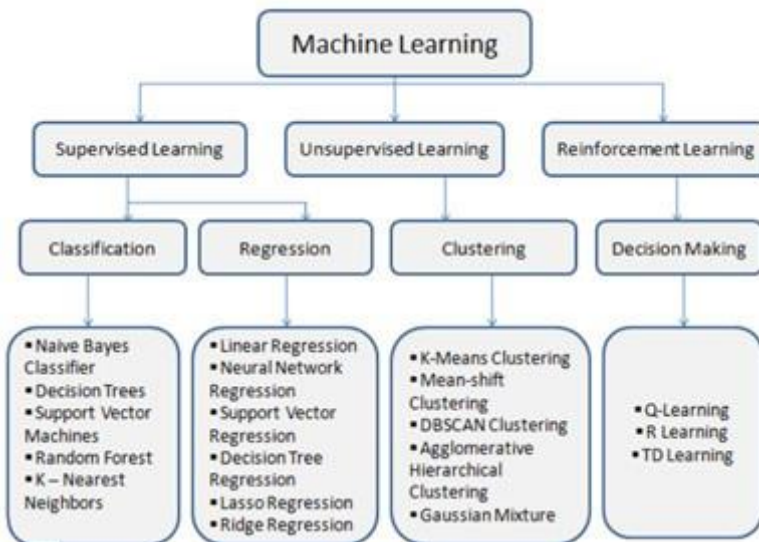 Machine Learning
Supervised Learning
Unsupervised Learning
Reinforcement Learning
Classification
Regression
Clustering
Decision Making
▪ Naïve Bayes
Classifier
▪ Decision Trees
▪ Support Vector
Machines
▪ Random Forest
▪ K – Nearest
Neighbors
▪ Linear Regression
▪ Neural Network
Regression
▪ Support Vector
Regression
▪ Decision Tree
Regression
▪ Lasso Regression
▪ Ridge Regression
▪ K-Means Clustering
▪ Mean-shift
Clustering
▪ DBSCAN Clustering
▪ Agglomerative
Hierarchical
Clustering
▪ Gaussian Mixture
▪ Q-Learning
▪ R Learning
▪ TD Learning